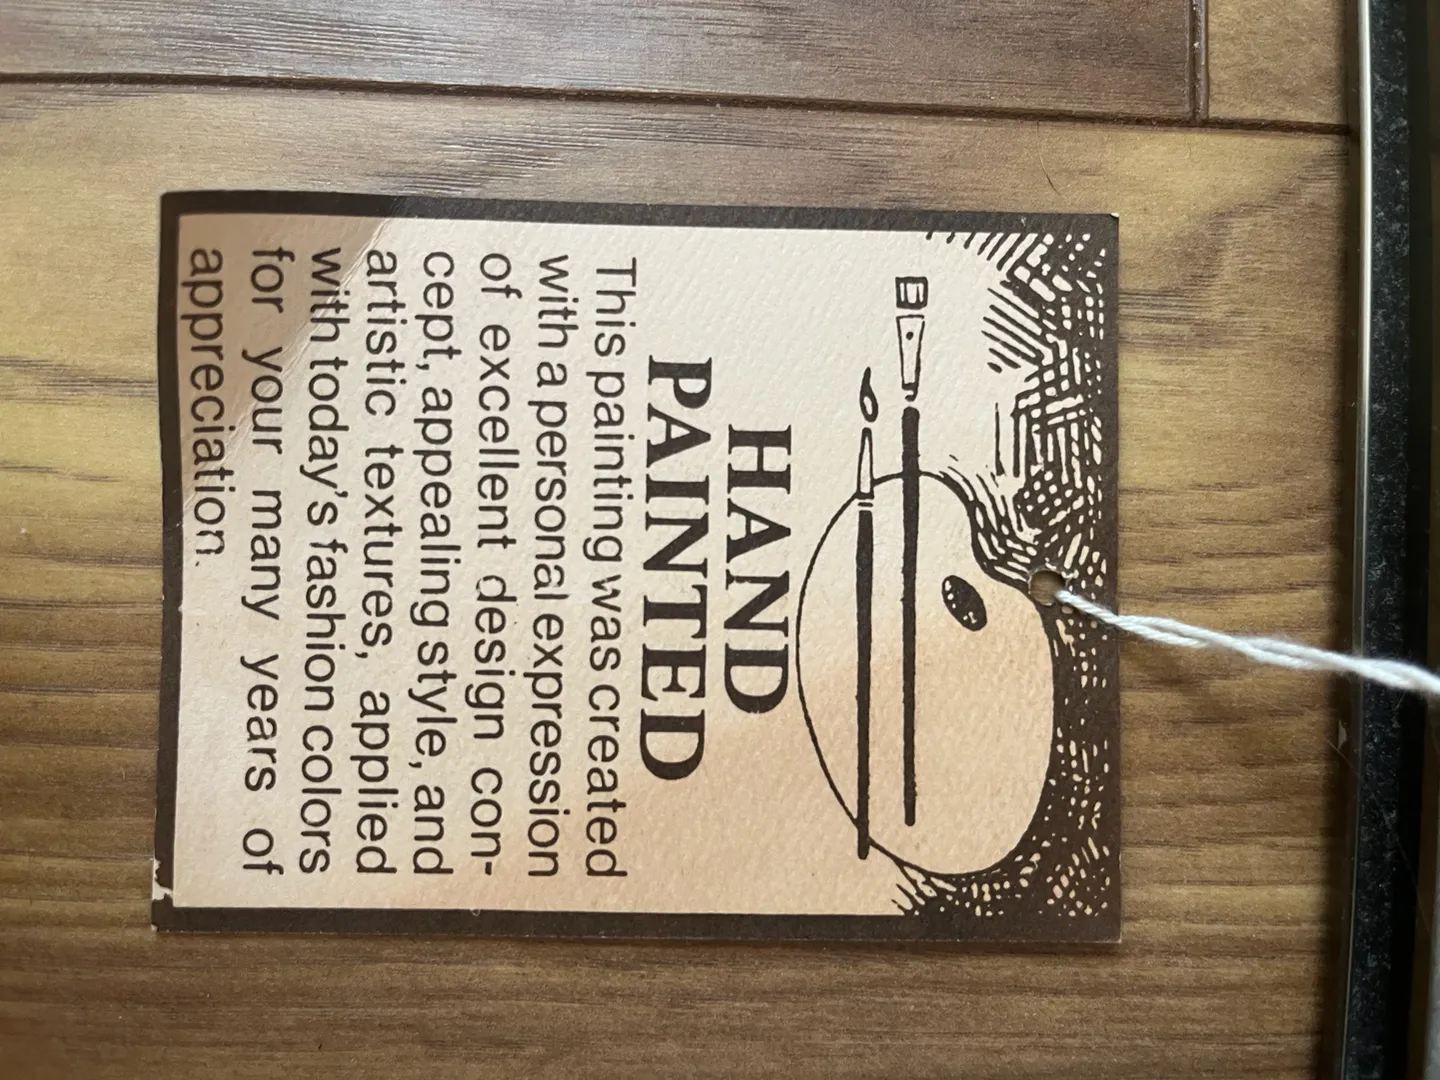 HAND
PAINTED
This painting was created
with a personal expression
of excellent design con-
cept, appealing style, and
artistic textures, applied
with today's fashion colors
for your many years of
appreciation.